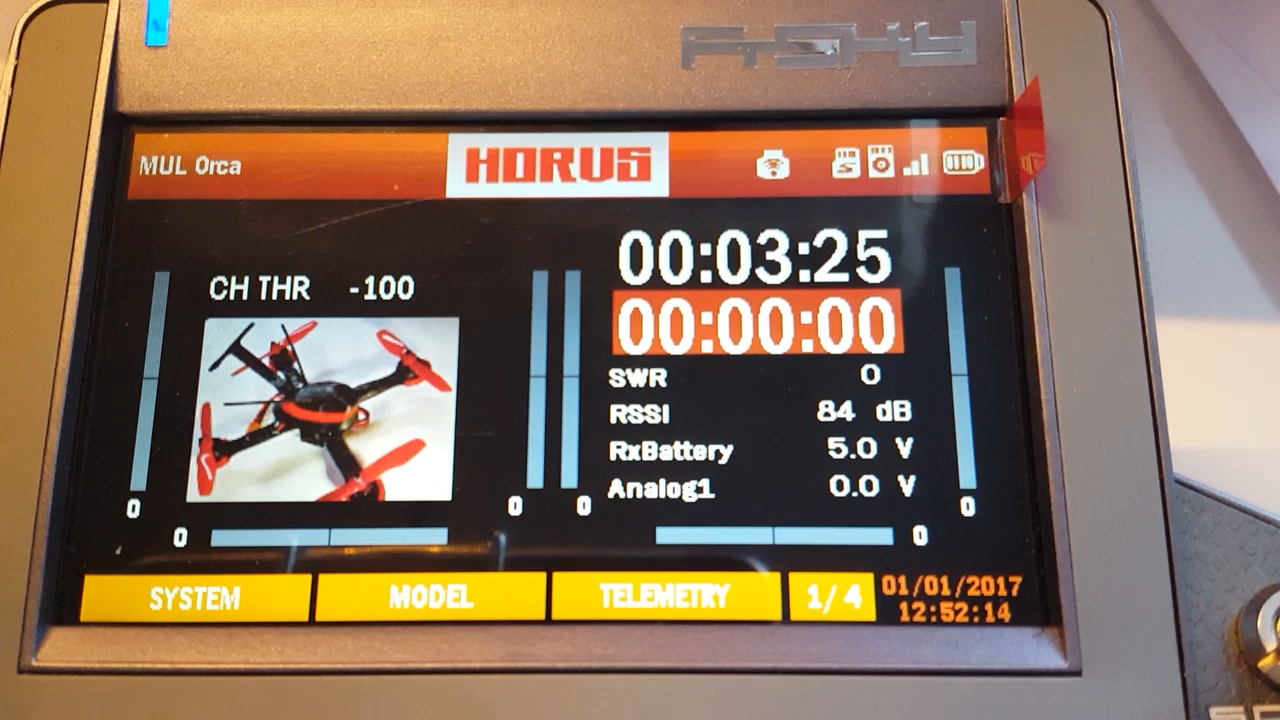 FrSKY
MUL Orca
HORUS
00:03:25
CH THR -100
00:00:00
SWR 0
RSSI 84 dB
RxBattery 5.0 V
Analog1 0.0 V
0
0
0
0
0
0
SYSTEM
MODEL
TELEMETRY
1/4
01/01/2017
12:52:14